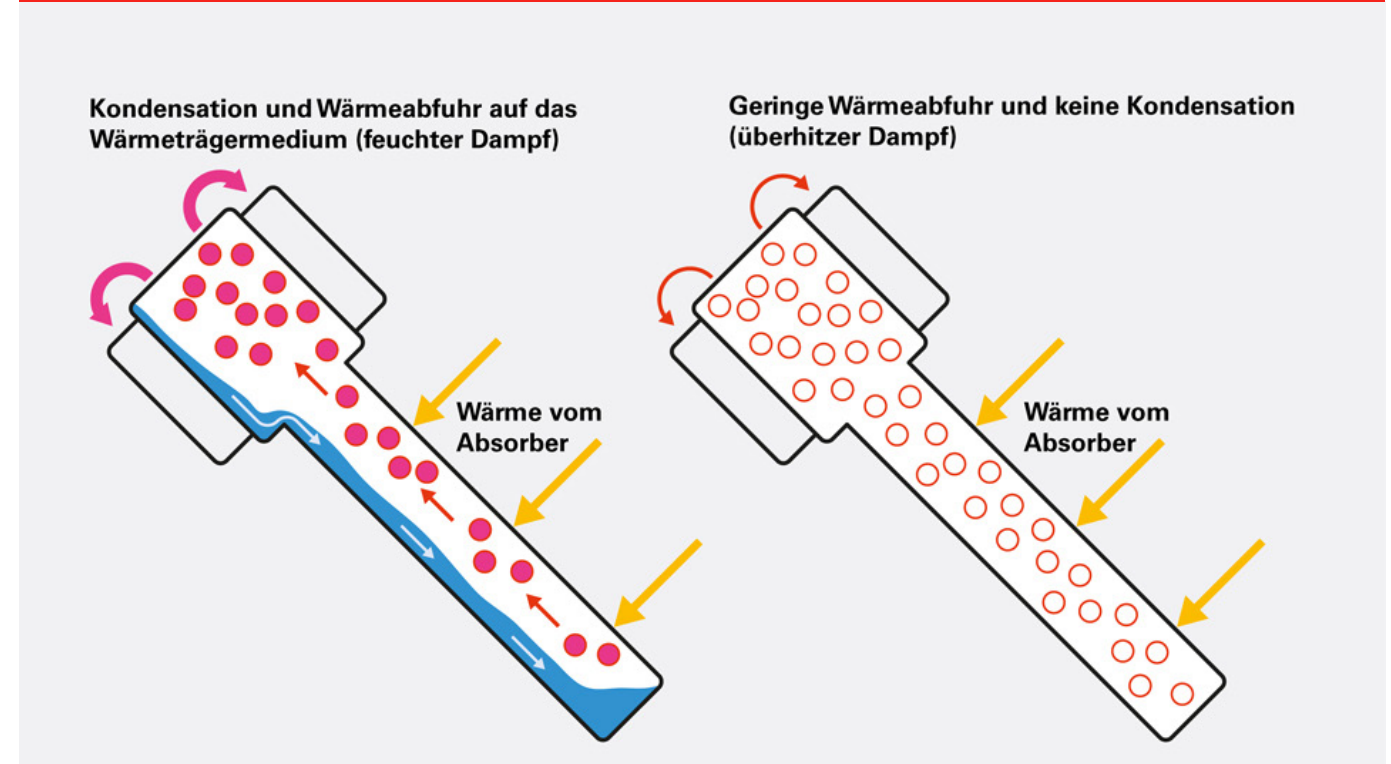 Kondensation und Wärmeabfuhr auf das
Wärmeträgermedium (feuchter Dampf)
Geringe Wärmeabfuhr und keine Kondensation
(überhitzer Dampf)
Wärme vom
Absorber
Wärme vom
Absorber